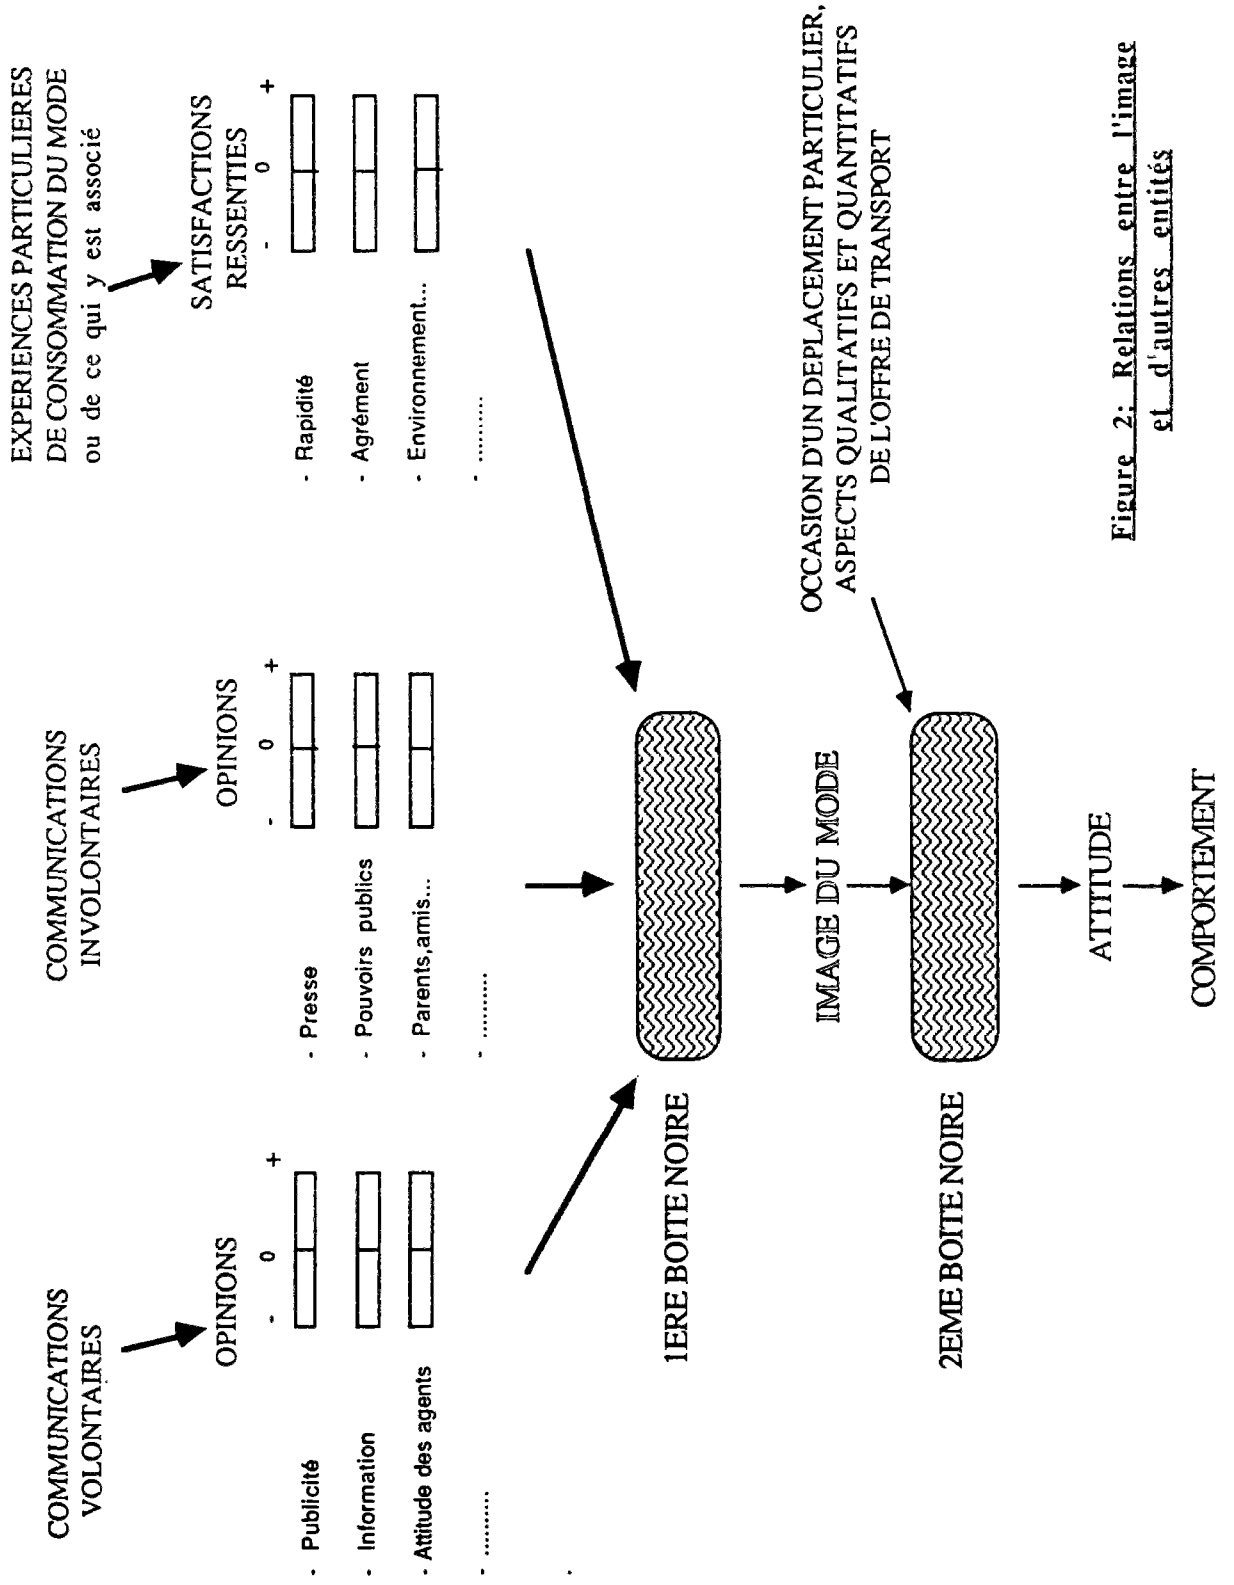 COMMUNICATIONS
VOLONTAIRES
OPINIONS
- 0 +
- Publicité
- Information
- Attitude des agents
- ..........
COMMUNICATIONS
INVOLONTAIRES
OPINIONS
- 0 +
- Presse
- Pouvoirs publics
- Parents,amis...
- ..........
EXPERIENCES PARTICULIERES
DE CONSOMMATION DU MODE
ou de ce qui y est associé
SATISFACTIONS
RESSENTIES
- 0 +
- Rapidité
- Agrément
- Environnement...
- ..........
1ERE BOITE NOIRE
IMAGE DU MODE
OCCASION D'UN DEPLACEMENT PARTICULIER,
ASPECTS QUALITATIFS ET QUANTITATIFS
DE L'OFFRE DE TRANSPORT
2EME BOITE NOIRE
ATTITUDE
COMPORTEMENT
Figure 2: Relations entre l'image
et d'autres entités